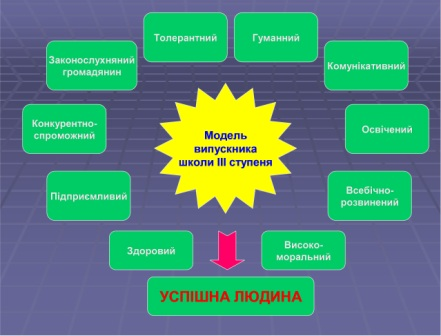 Толерантний
Гуманний
Законослухняний
громадянин
Комунікативний
Конкурентно-
спроможний
Модель
випускника
школи ІІІ ступеня
Освічений
Підприємливий
Всебічно-
розвинений
Здоровий
Високо-
моральний
УСПІШНА ЛЮДИНА